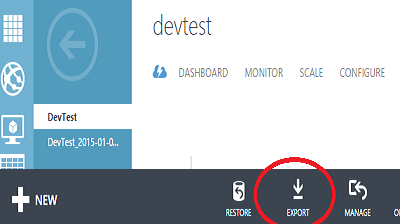 devtest
DASHBOARD MONITOR SCALE CONFIGURE
DevTest
DevTest_2015-01-0...
NEW
RESTORE EXPORT MANAGE